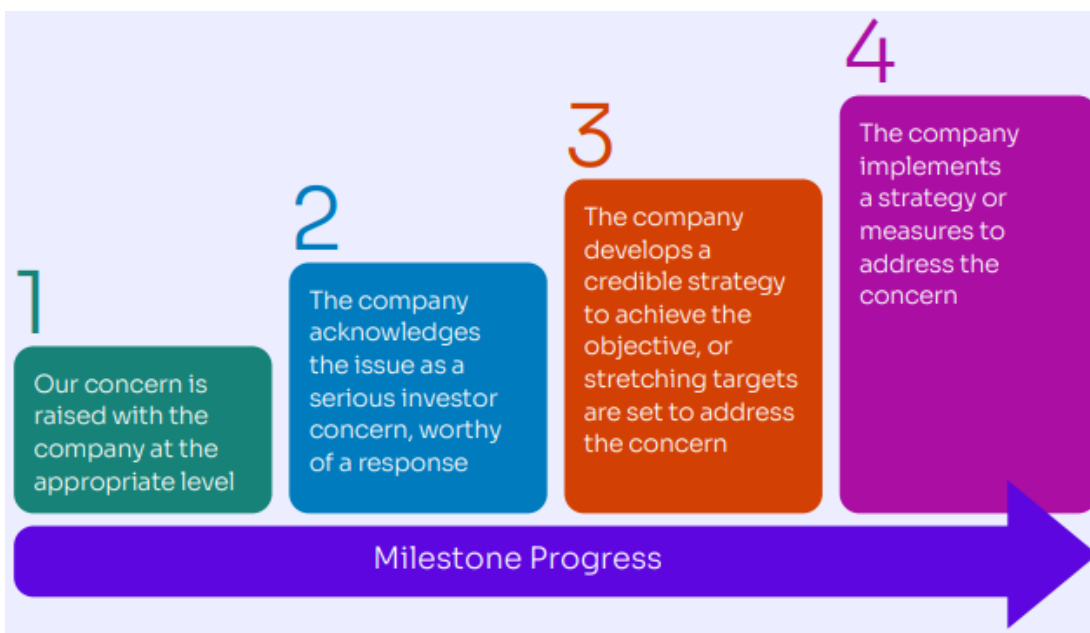 1
Our concern is
raised with the
company at the
appropriate level
2
The company
acknowledges
the issue as a
serious investor
concern, worthy
of a response
3
The company
develops a
credible strategy
to achieve the
objective, or
stretching targets
are set to address
the concern
4
The company
implements
a strategy or
measures to
address the
concern
Milestone Progress